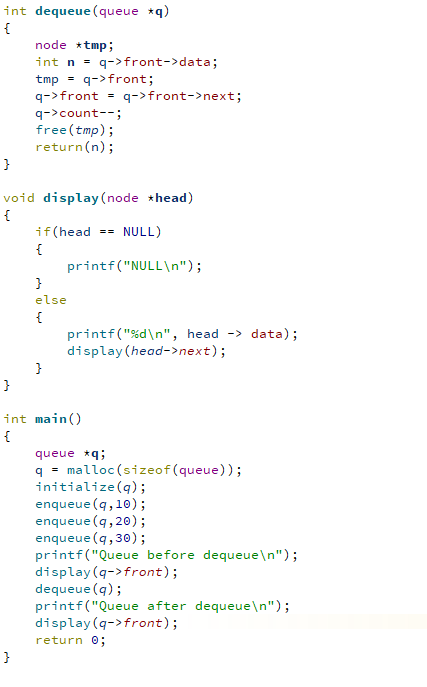 int dequeue(queue *q)
{
    node *tmp;
    int n = q->front->data;
    tmp = q->front;
    q->front = q->front->next;
    q->count--;
    free(tmp);
    return(n);
}

void display(node *head)
{
    if(head == NULL)
    {
        printf("NULL\n");
    }
    else
    {
        printf("%d\n", head -> data);
        display(head->next);
    }
}

int main()
{
    queue *q;
    q = malloc(sizeof(queue));
    initialize(q);
    enqueue(q,10);
    enqueue(q,20);
    enqueue(q,30);
    printf("Queue before dequeue\n");
    display(q->front);
    dequeue(q);
    printf("Queue after dequeue\n");
    display(q->front);
    return 0;
}